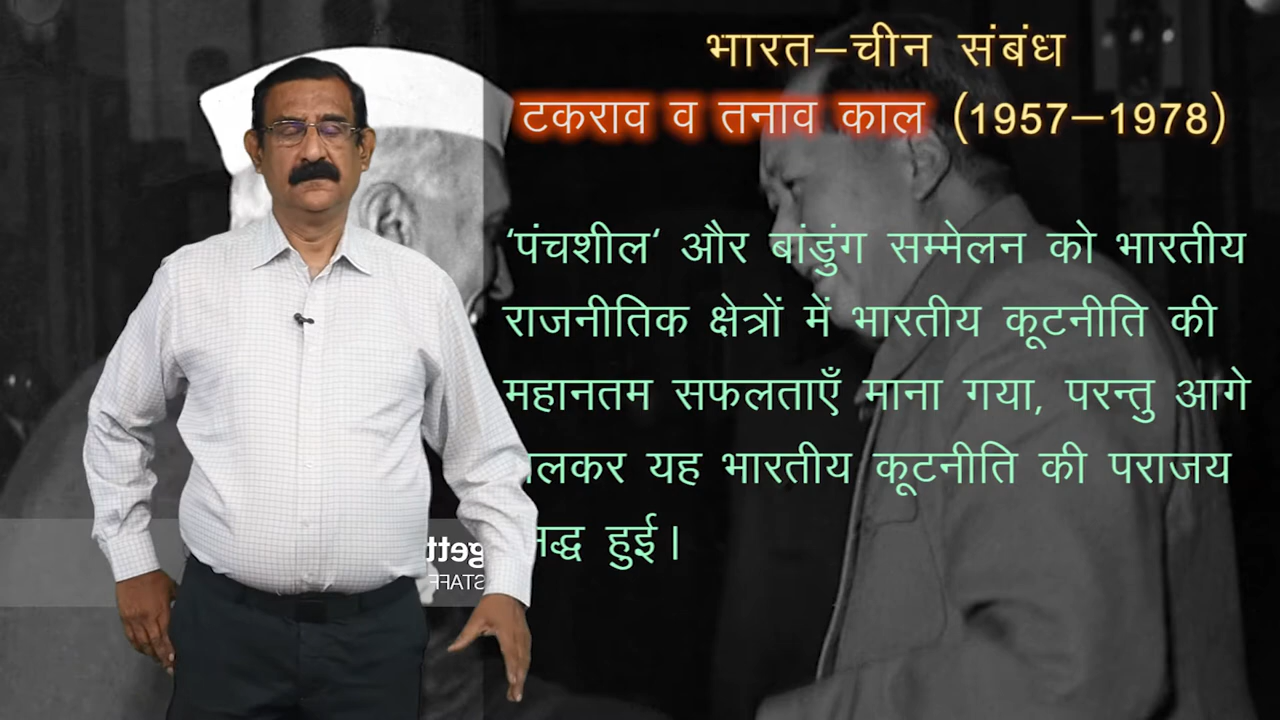 भारत–चीन संबंध
टकराव व तनाव काल (1957–1978)
‘पंचशील‘ और बांडुंग सम्मेलन को भारतीय
राजनीतिक क्षेत्रों में भारतीय कूटनीति की
महानतम सफलताएँ माना गया, परन्तु आगे
यह भारतीय कूटनीति की पराजय
हुई।
STAFF